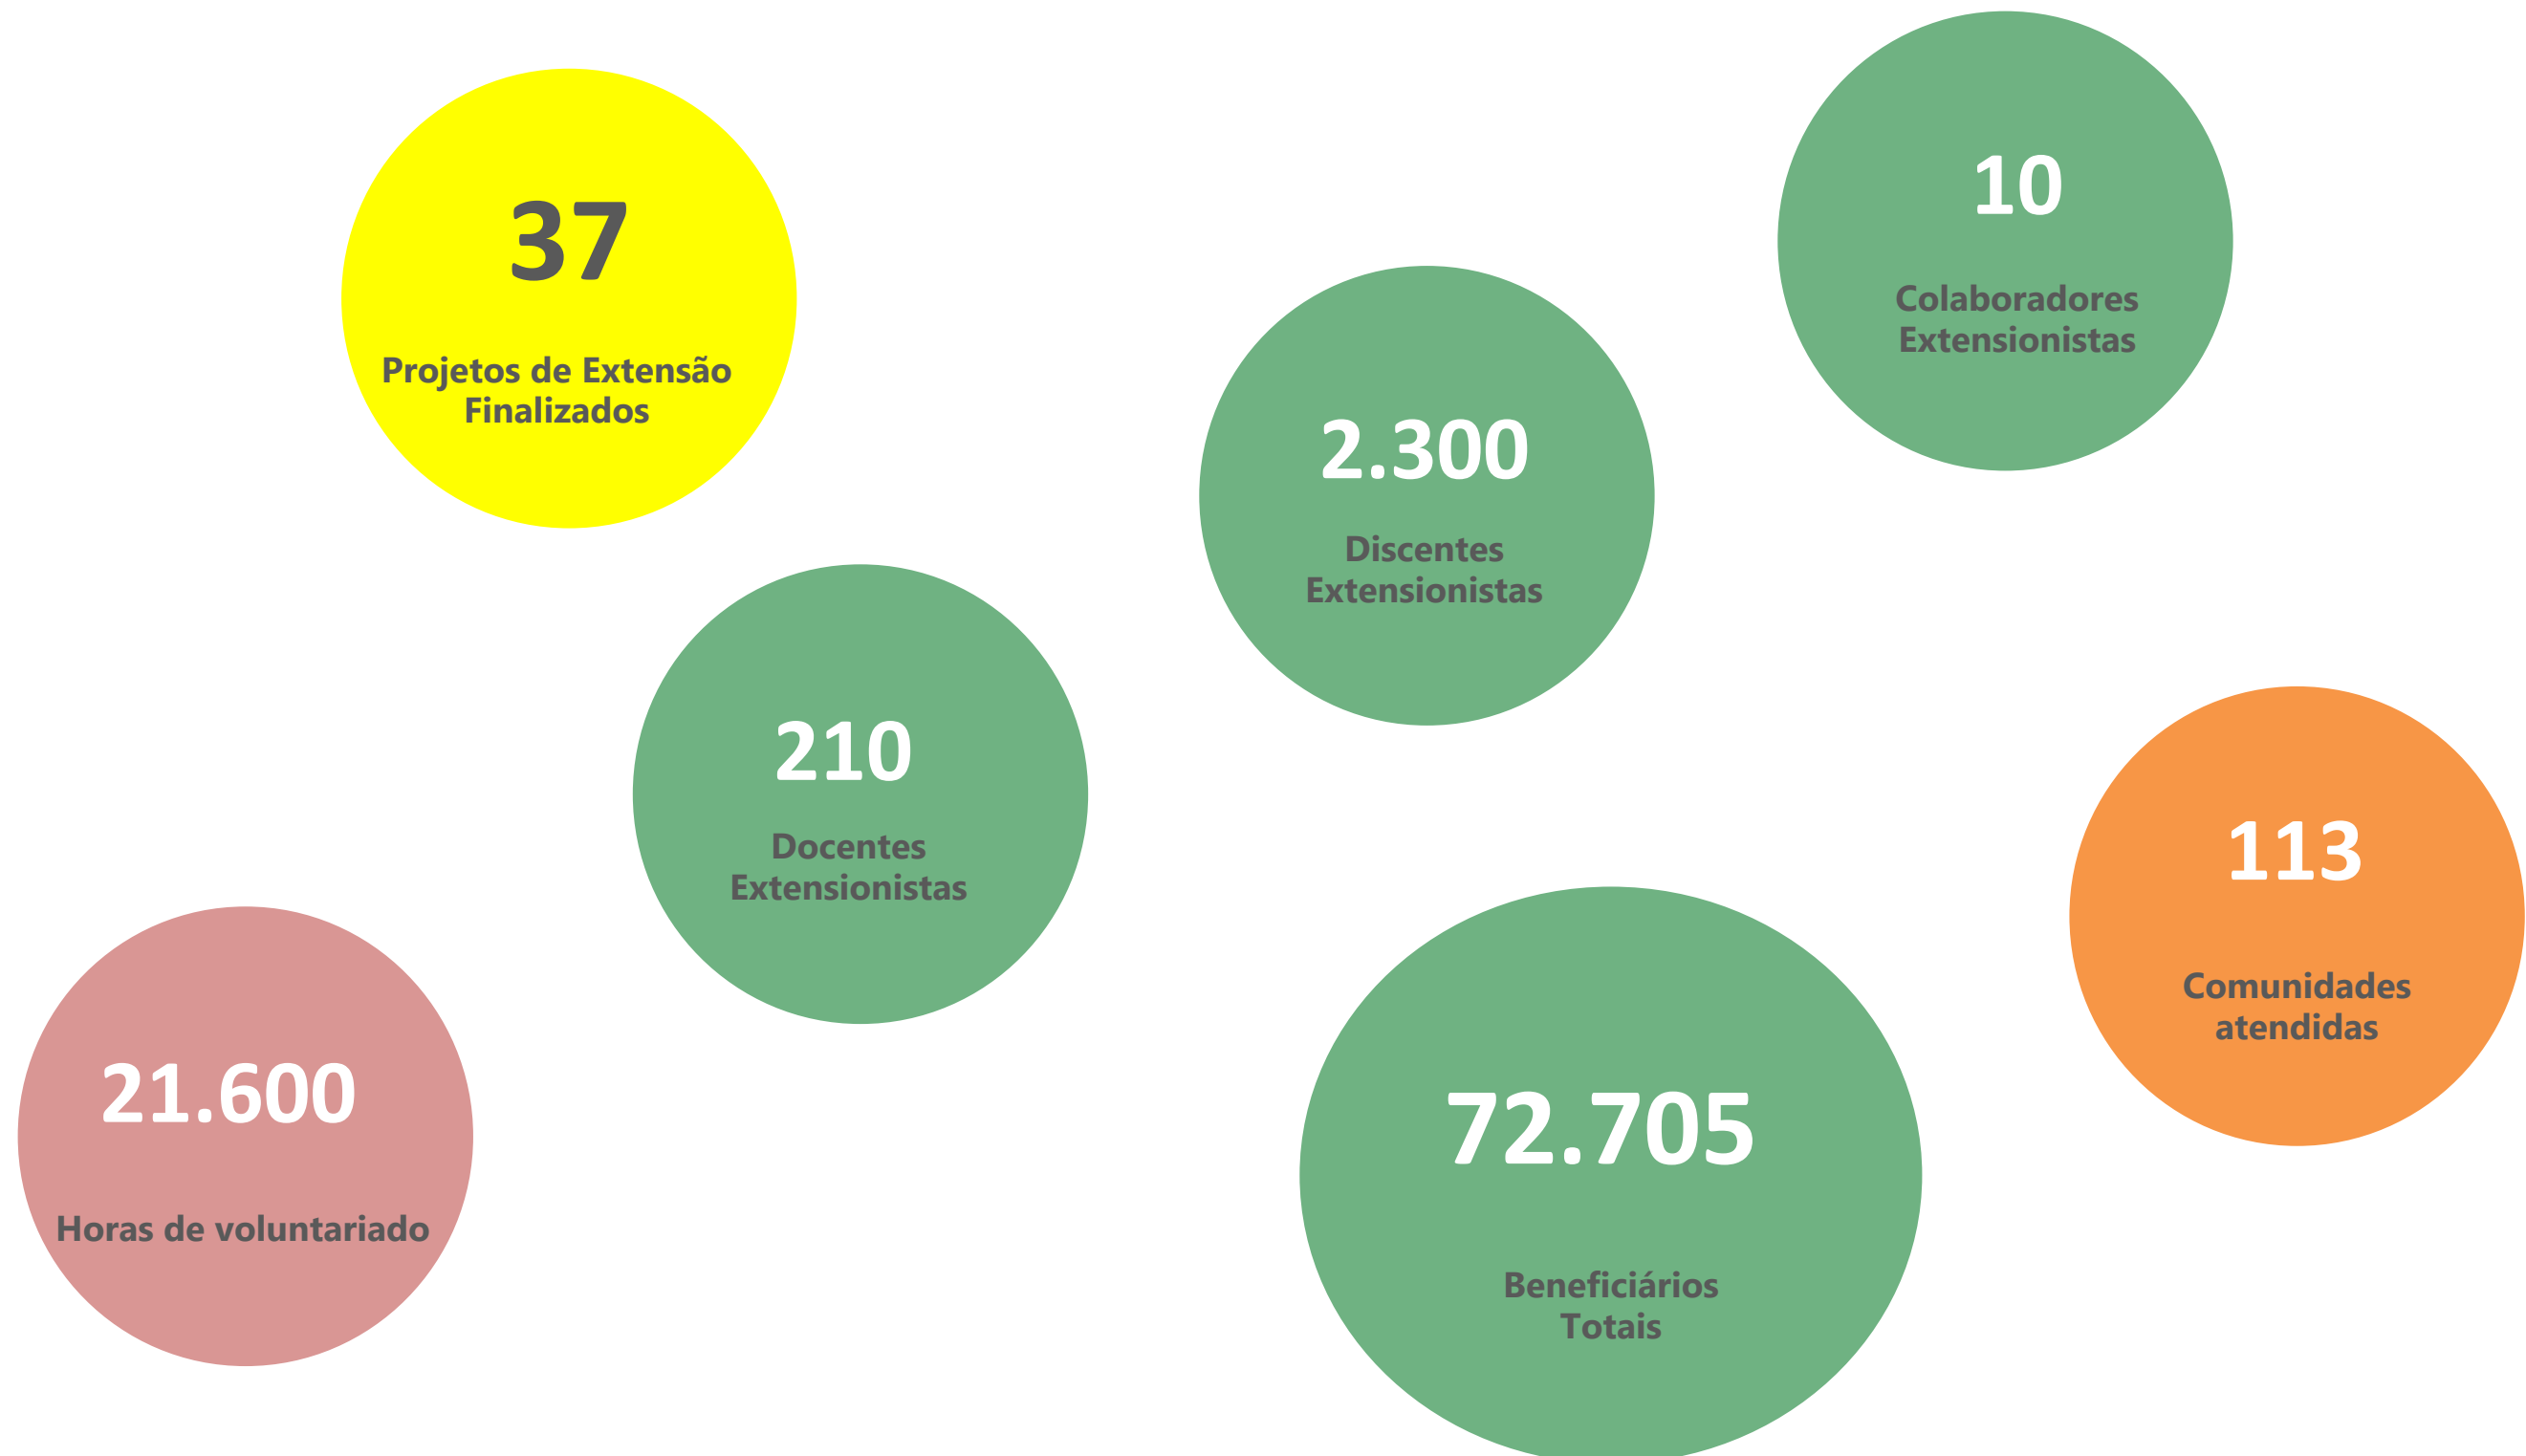 37
Projetos de Extensão
Finalizados
10
Colaboradores
Extensionistas
2.300
Discentes
Extensionistas
210
Docentes
Extensionistas
113
Comunidades
atendidas
21.600
Horas de voluntariado
72.705
Beneficiários
Totais